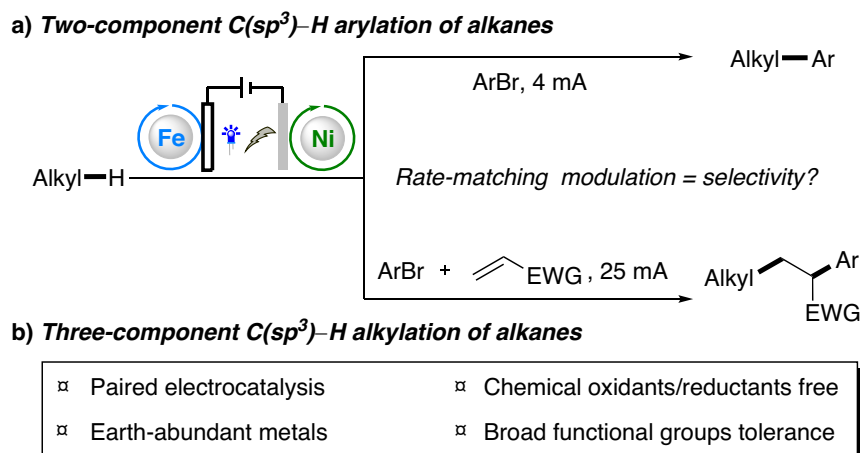 a) Two-component C(sp³)–H arylation of alkanes
Alkyl–Ar
ArBr, 4 mA
Fe
Ni
Alkyl–H
Rate-matching modulation = selectivity?
ArBr + EWG , 25 mA
Alkyl
Ar
EWG
b) Three-component C(sp³)–H alkylation of alkanes
¤ Paired electrocatalysis
¤ Chemical oxidants/reductants free
¤ Earth-abundant metals
¤ Broad functional groups tolerance